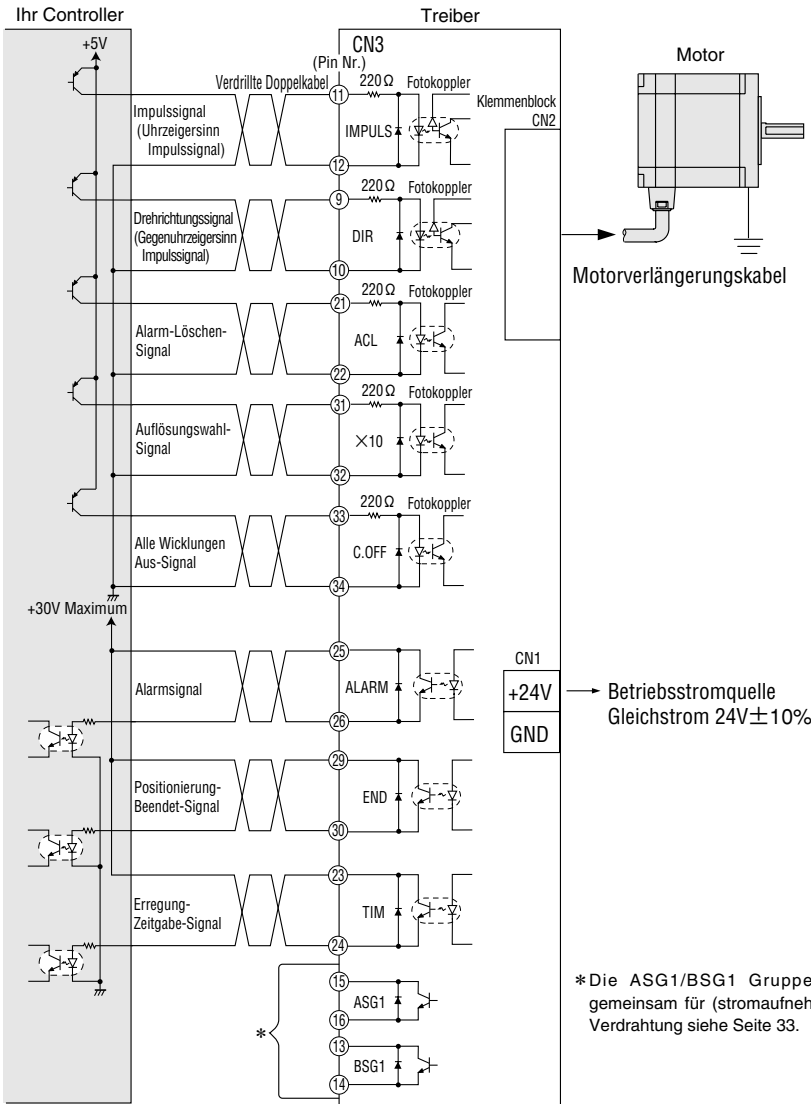 Ihr Controller
Treiber
+5V
CN3
(Pin Nr.)
Motor
Verdrillte Doppelkabel
11
220Ω
Fotokoppler
Klemmenblock
CN2
Impulssignal
(Uhrzeigersinn
Impulssignal)
IMPULS
12
9
220Ω
Fotokoppler
Drehrichtungssignal
(Gegenuhrzeigersinn
Impulssignal)
DIR
10
Motorverlängerungskabel
21
220Ω
Fotokoppler
Alarm-Löschen-
Signal
ACL
22
31
220Ω
Fotokoppler
Auflösungswahl-
Signal
×10
32
33
220Ω
Fotokoppler
Alle Wicklungen
Aus-Signal
C.OFF
34
+30V Maximum
25
CN1
Alarmsignal
ALARM
+24V
Betriebsstromquelle
Gleichstrom 24V±10%
26
GND
29
Positionierung-
Beendet-Signal
END
30
23
Erregung-
Zeitgabe-Signal
TIM
24
15
ASG1
16
*
13
BSG1
14
*Die ASG1/BSG1 Gruppe
gemeinsam für (stromaufneh
Verdrahtung siehe Seite 33.